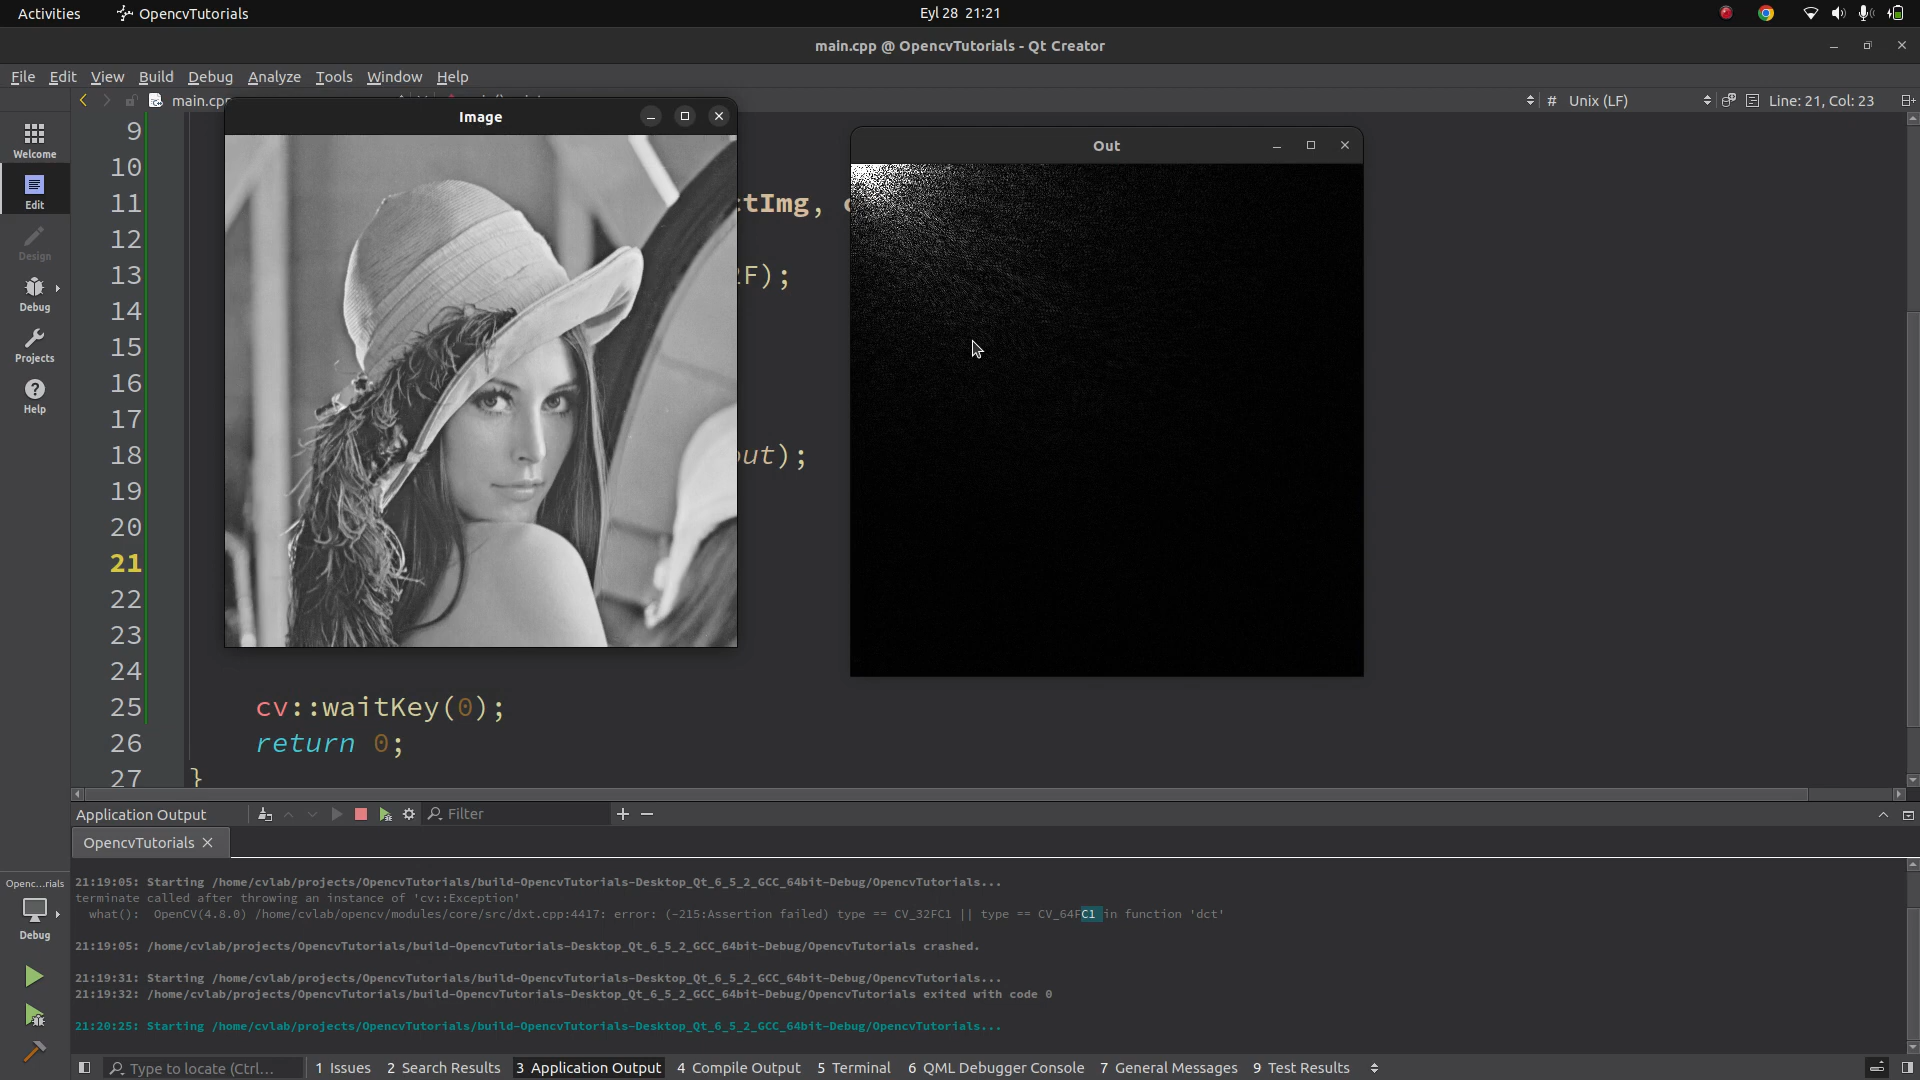 Activities OpencvTutorials Eyl 28 21:21
main.cpp @ OpencvTutorials - Qt Creator
File Edit View Build Debug Analyze Tools Window Help
main.cpp # Unix (LF) Line: 21, Col: 23
Image
Out
Welcome
Edit
Design
Debug
Projects
Help
9
10
11 ctImg,
12
13 2F);
14
15
16
17
18 out);
19
20
21
22
23
24
25 cv::waitKey(0);
26 return 0;
27 }
Application Output Filter
OpencvTutorials
21:19:05: Starting /home/cvlab/projects/OpencvTutorials/build-OpencvTutorials-Desktop_Qt_6_5_2_GCC_64bit-Debug/OpencvTutorials...
terminate called after throwing an instance of 'cv::Exception'
what(): OpenCV(4.8.0) /home/cvlab/opencv/modules/core/src/dxt.cpp:4417: error: (-215:Assertion failed) type == CV_32FC1 || type == CV_64FC1 in function 'dct'
21:19:05: /home/cvlab/projects/OpencvTutorials/build-OpencvTutorials-Desktop_Qt_6_5_2_GCC_64bit-Debug/OpencvTutorials crashed.
21:19:31: Starting /home/cvlab/projects/OpencvTutorials/build-OpencvTutorials-Desktop_Qt_6_5_2_GCC_64bit-Debug/OpencvTutorials...
21:19:32: /home/cvlab/projects/OpencvTutorials/build-OpencvTutorials-Desktop_Qt_6_5_2_GCC_64bit-Debug/OpencvTutorials exited with code 0
21:20:25: Starting /home/cvlab/projects/OpencvTutorials/build-OpencvTutorials-Desktop_Qt_6_5_2_GCC_64bit-Debug/OpencvTutorials...
Openc...rials
Debug
Type to locate (Ctrl... 1 Issues 2 Search Results 3 Application Output 4 Compile Output 5 Terminal 6 QML Debugger Console 7 General Messages 9 Test Results